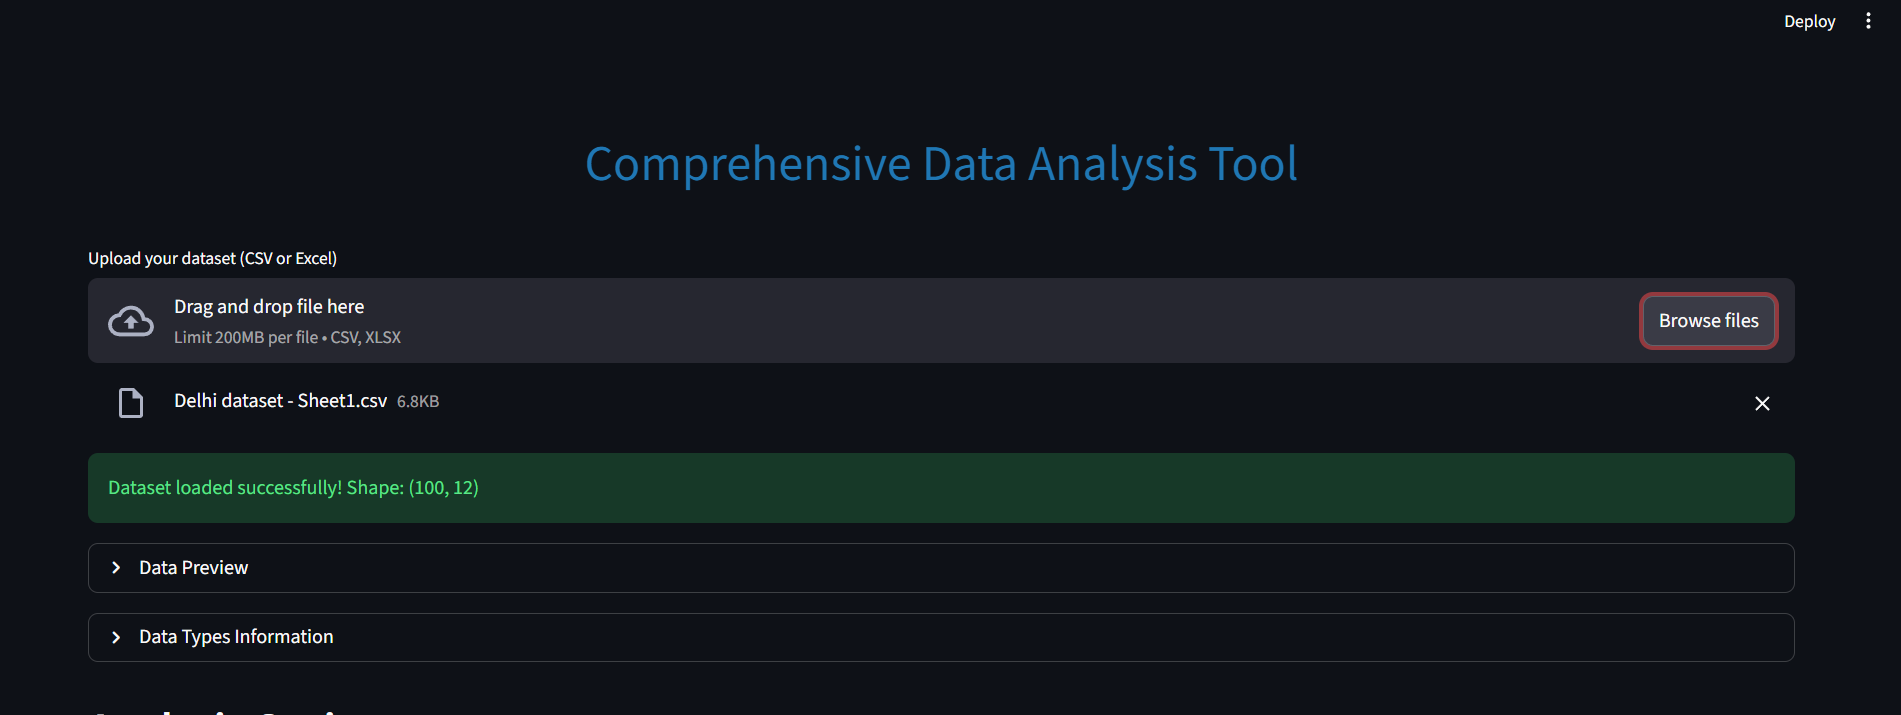 Deploy
Comprehensive Data Analysis Tool
Upload your dataset (CSV or Excel)
Drag and drop file here
Limit 200MB per file • CSV, XLSX
Browse files
Delhi dataset - Sheet1.csv 6.8KB
Dataset loaded successfully! Shape: (100, 12)
Data Preview
Data Types Information